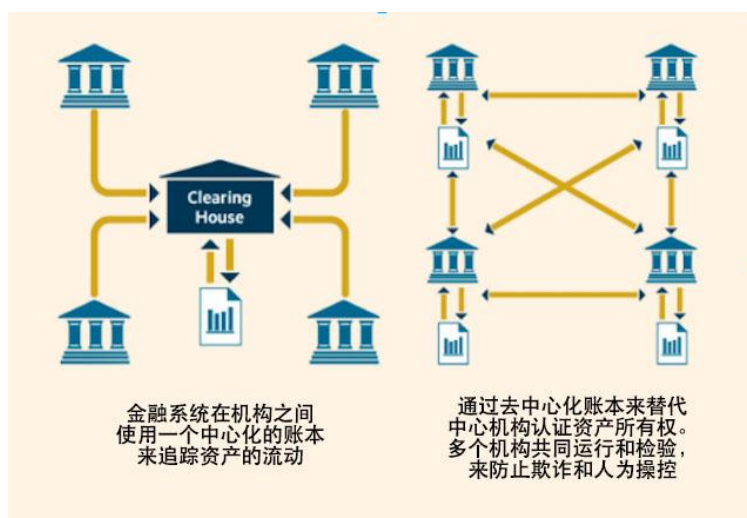 Clearing
House
金融系统在机构之间
使用一个中心化的账本
来追踪资产的流动
通过去中心化账本来替代
中心机构认证资产所有权。
多个机构共同运行和检验，
来防止欺诈和人为操控